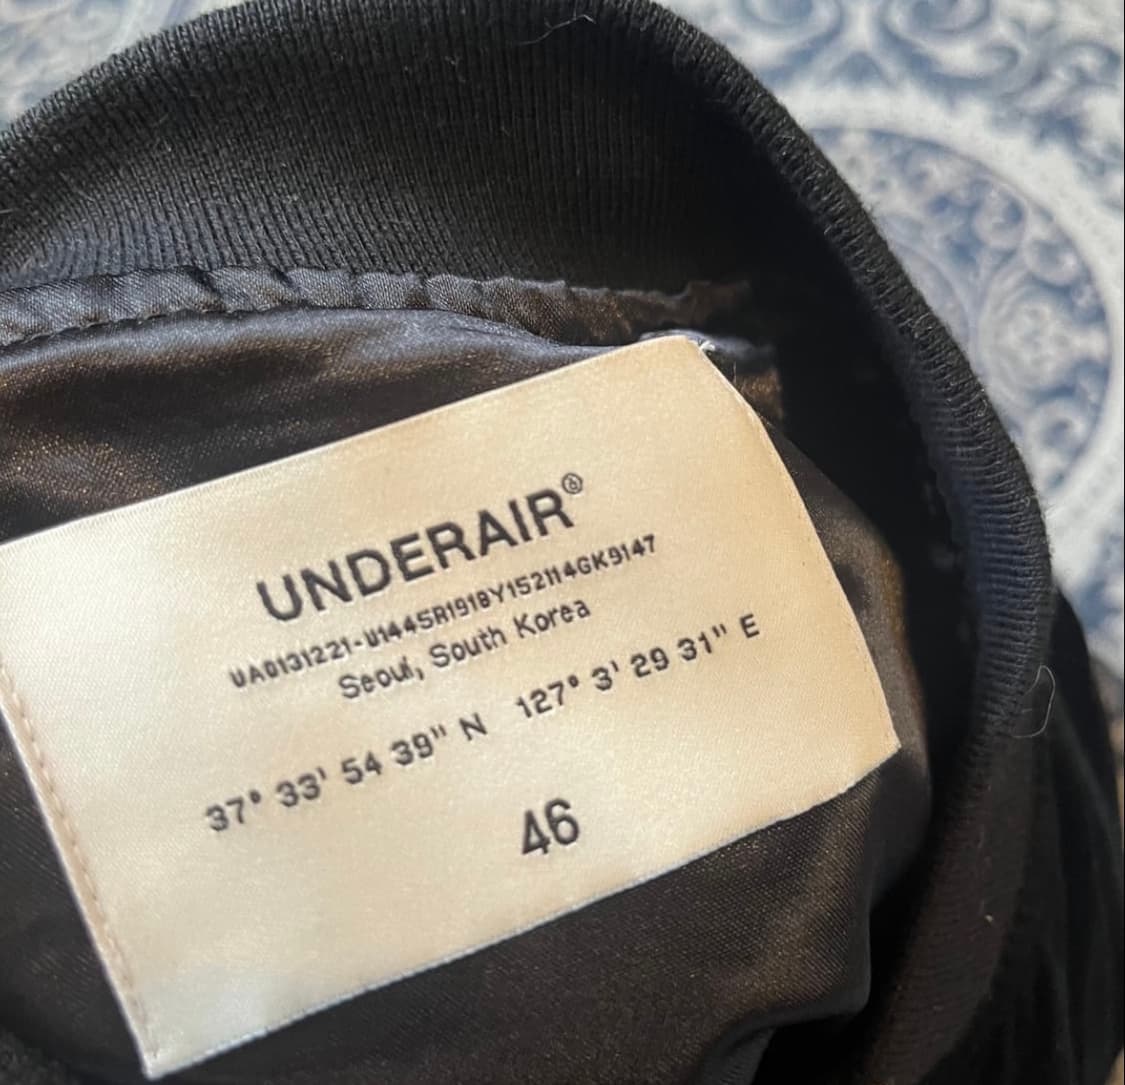 UNDERAIR®
UA0131221-U1445R1918Y152114GK9147
Seoul, South Korea
37° 33' 54 39" N 127° 3' 29 31" E
46